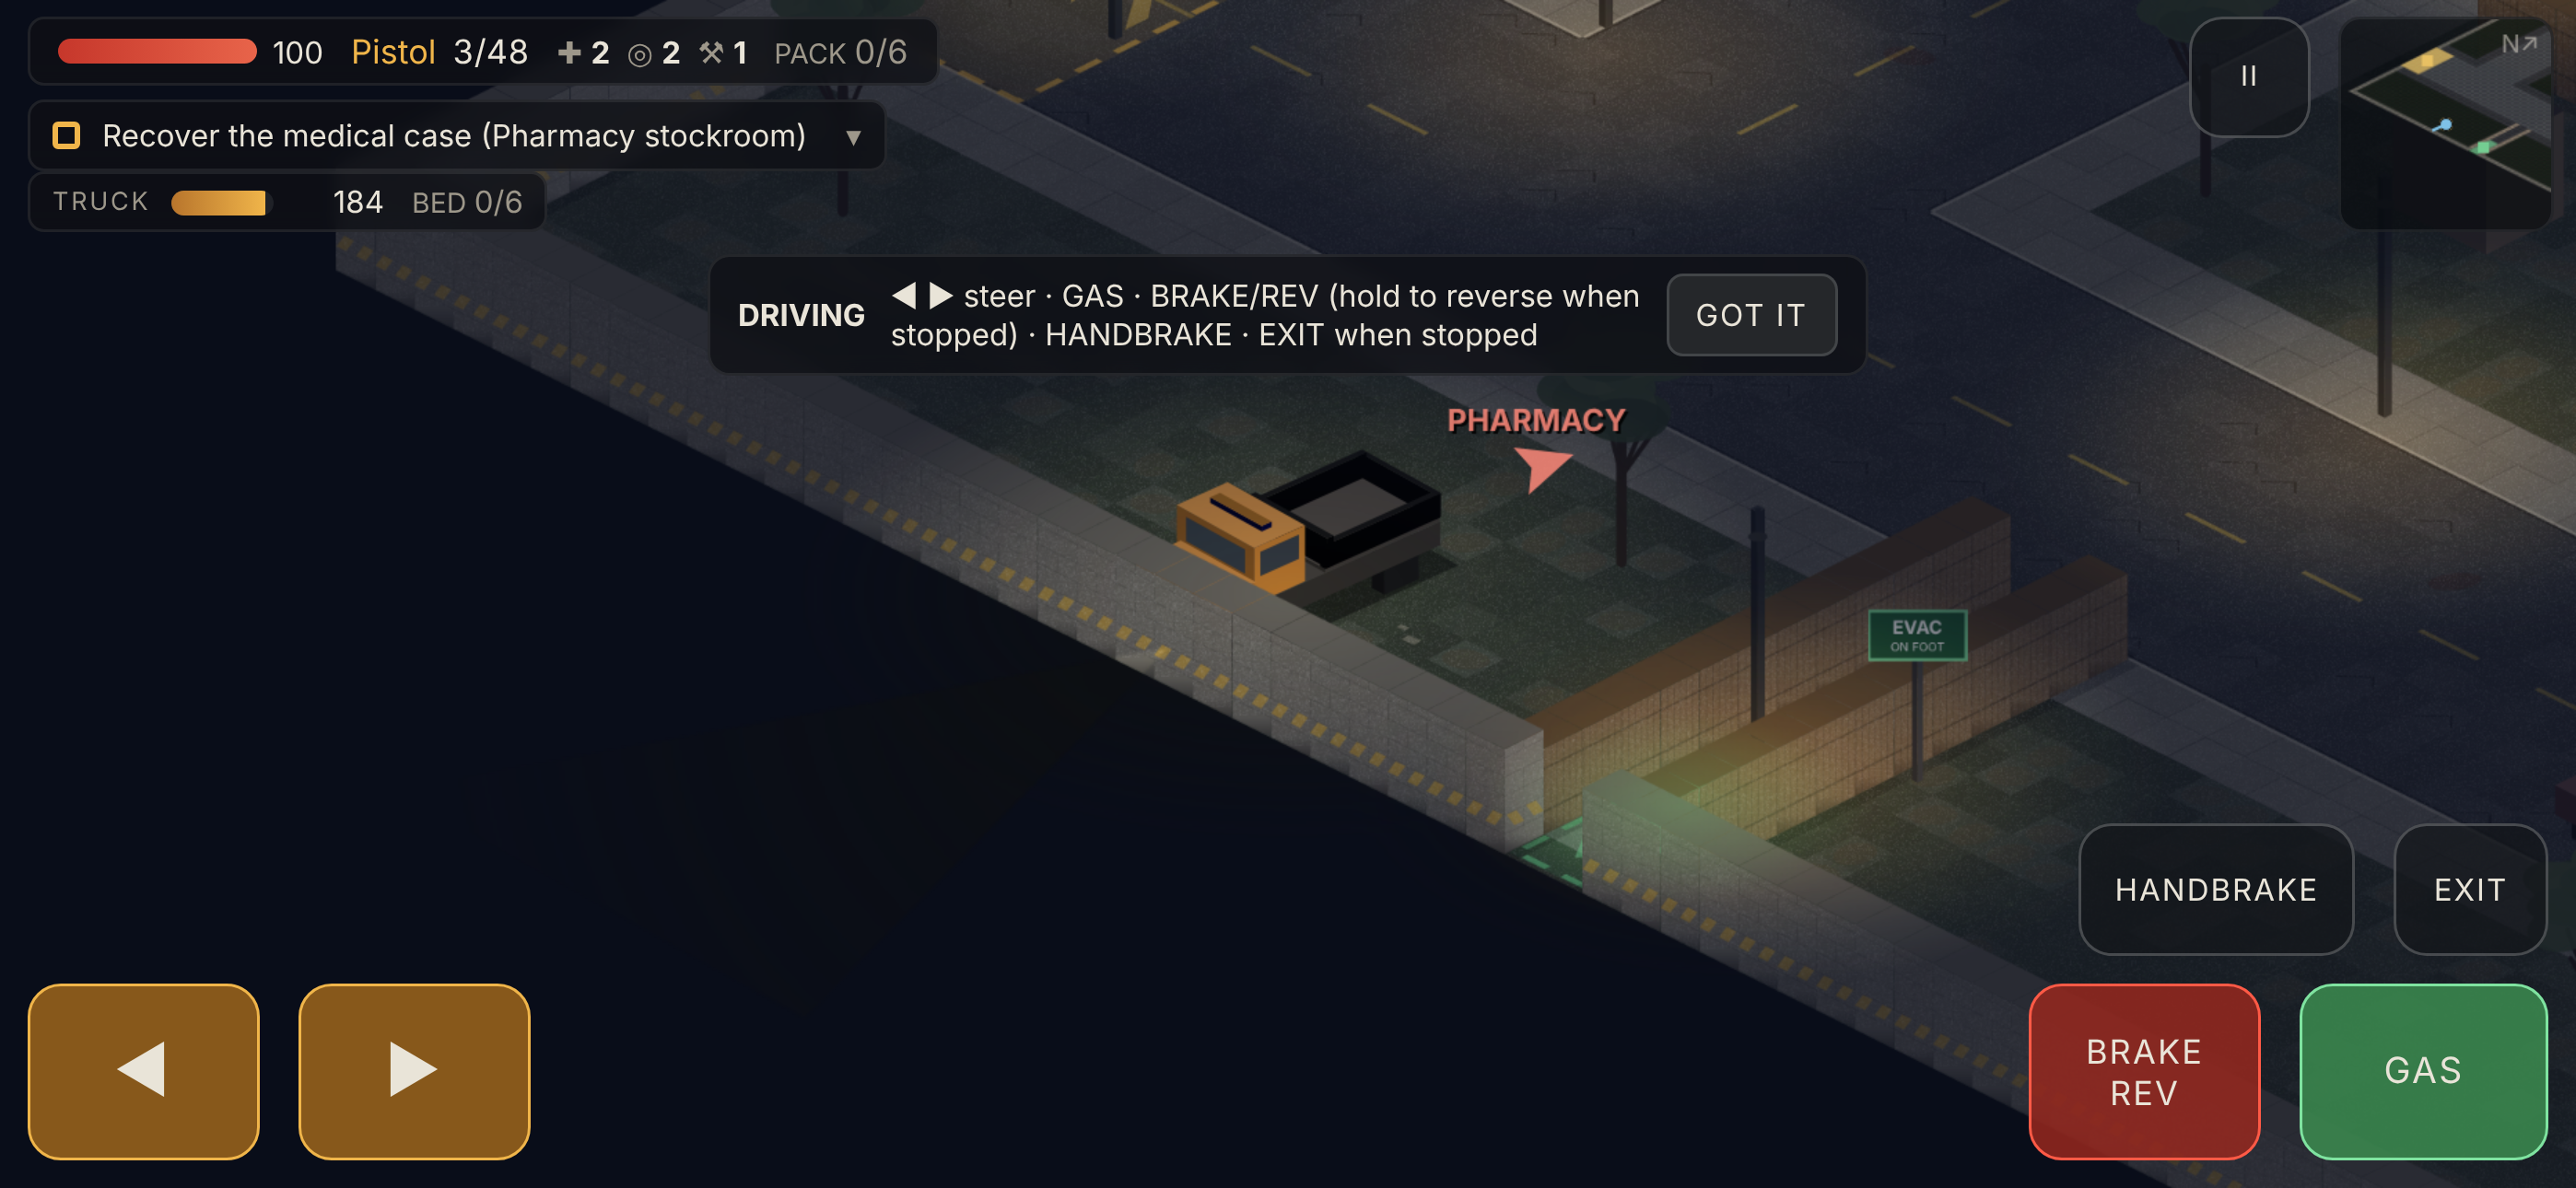 100 Pistol 3/48 2 2 1 PACK 0/6
N
Recover the medical case (Pharmacy stockroom)
TRUCK 184 BED 0/6
DRIVING
◀ ▶ steer · GAS · BRAKE/REV (hold to reverse when
stopped) · HANDBRAKE · EXIT when stopped
GOT IT
PHARMACY
EVAC
ON FOOT
HANDBRAKE
EXIT
BRAKE
REV
GAS